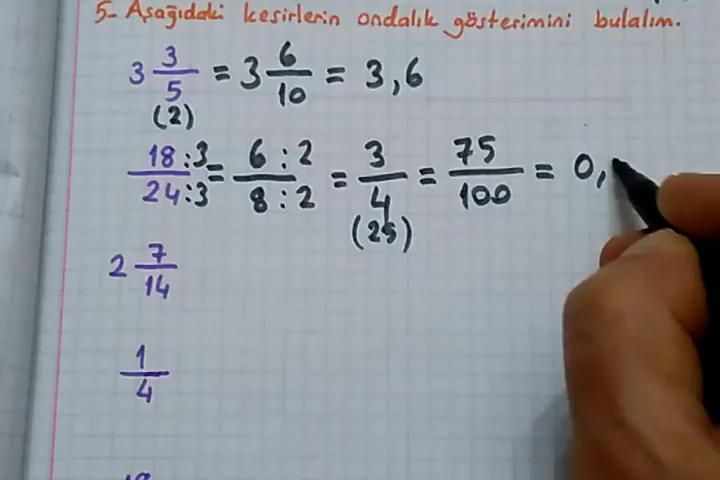 5- Aşağıdaki kesirlerin ondalık gösterimini bulalım.
3 3/5 = 3 6/10 = 3,6
(2)
18:3/24:3 = 6:2/8:2 = 3/4 = 75/100 = 0,
(25)
2 7/14
1/4